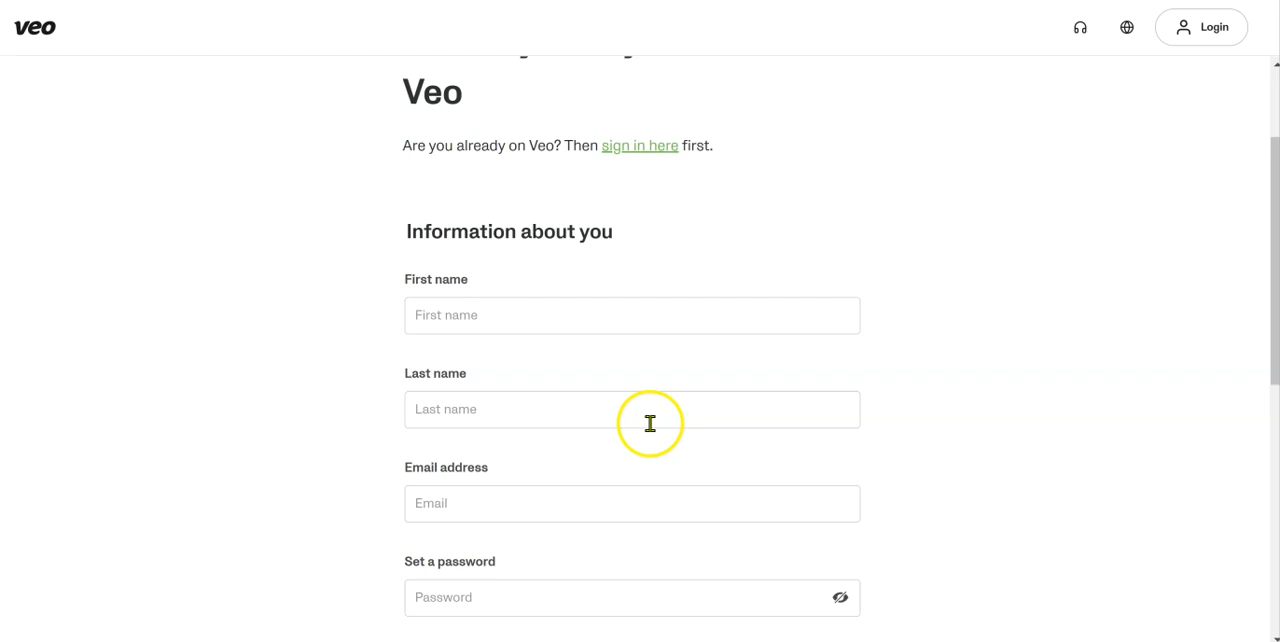 veo
Login
Veo
Are you already on Veo? Then sign in here first.
Information about you
First name
First name
Last name
Last name
Email address
Email
Set a password
Password